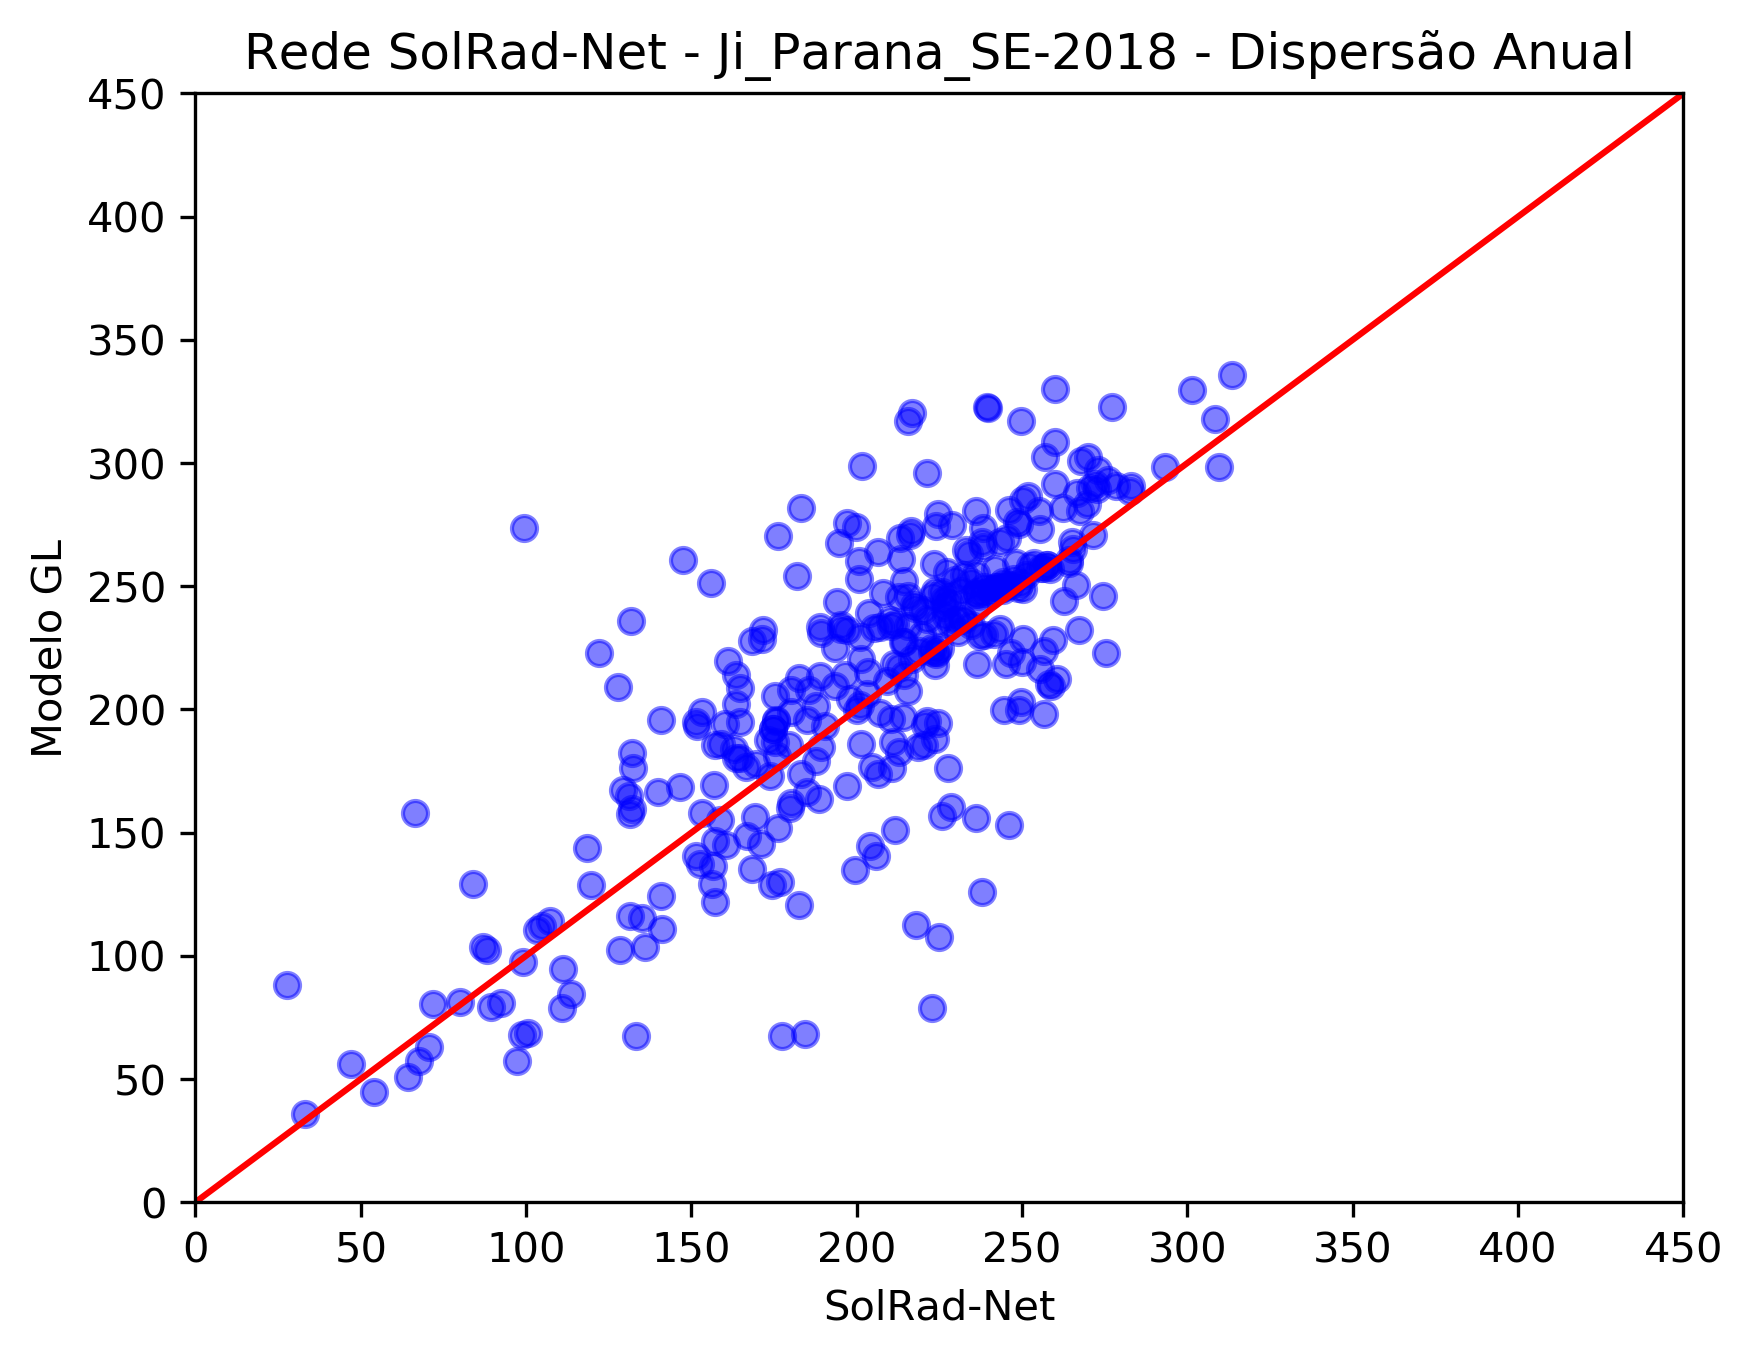 Rede SolRad-Net - Ji_Parana_SE-2018 - Dispersão Anual
450
400
350
300
250
200
150
100
50
0
Modelo GL
0 50 100 150 200 250 300 350 400 450
SolRad-Net